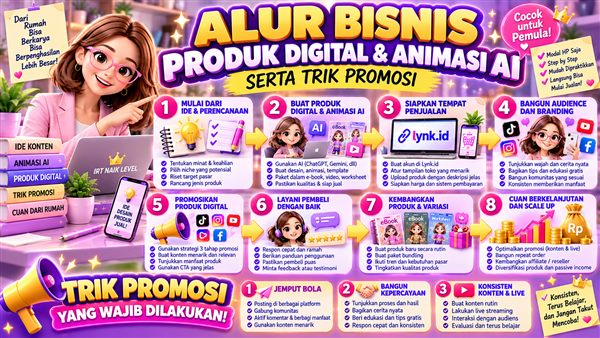 Dari
Rumah
Bisa
Berkarya
Bisa
Berpenghasilan
Lebih Besar!
ALUR BISNIS
PRODUK DIGITAL & ANIMASI AI
SERTA TRIK PROMOSI
Cocok
untuk
Pemula!
Modal HP Saja
Step by Step
Mudah Dipraktikkan
Langsung Bisa
Mulai Jualan!
IDE KONTEN
ANIMASI AI
PRODUK DIGITAL
TRIK PROMOSI
CUAN DARI RUMAH
IRT NAIK LEVEL
IDE
DESAIN
PRODUK
JUAL!
1
MULAI DARI
IDE & PERENCANAAN
Tentukan minat & keahlian
Pilih niche yang potensial
Riset target pasar
Rancang jenis produk
2
BUAT PRODUK
DIGITAL & ANIMASI AI
AI
eBook
Gunakan AI (ChatGPT, Gemini, dll)
Buat desain, animasi, template
Paket dalam e-book, video, worksheet
Pastikan kualitas & siap jual
3
SIAPKAN TEMPAT
PENJUALAN
lynk.id
Buat akun di Lynk.id
Atur tampilan toko yang menarik
Upload produk dengan deskripsi jelas
Siapkan harga dan sistem pembayaran
4
BANGUN AUDIENCE
DAN BRANDING
Tunjukkan wajah dan cerita nyata
Bagikan tips dan edukasi gratis
Bangun komunitas yang sesuai
Konsisten memberikan manfaat
5
PROMOSIKAN
PRODUK DIGITAL
Gunakan strategi 3 tahap promosi
Buat konten menarik dan relevan
Tunjukkan manfaat produk
Gunakan CTA yang jelas
6
LAYANI PEMBELI
DENGAN BAIK
Respon cepat dan ramah
Berikan panduan penggunaan
Pastikan pembeli puas
Minta feedback atau testimoni
7
KEMBANGKAN
PRODUK & VARIASI
eBook
Buat produk baru secara rutin
Buat paket bundling
Ikuti tren dan kebutuhan pasar
Tingkatkan kualitas produk
8
CUAN BERKELANJUTAN
DAN SCALE UP
Rp
Optimalkan promosi (konten & live)
Bangun repeat order
Kembangkan affiliate / reseller
Diversifikasi produk dan passive income
TRIK PROMOSI
YANG WAJIB DILAKUKAN!
1
JEMPUT BOLA
Posting di berbagai platform
Gabung komunitas
Aktif komentar & berbagi manfaat
Gunakan konten menarik
2
BANGUN
KEPERCAYAAN
Tunjukkan proses dan hasil
Bagikan cerita nyata
Beri edukasi dan tips gratis
Respon cepat dan konsisten
3
KONSISTEN
KONTEN & LIVE
Buat konten rutin
Live streaming
Interaksi dengan audiens
Evaluasi dan terus belajar
Konsisten,
Terus Belajar,
dan Jangan Takut
Mencoba!